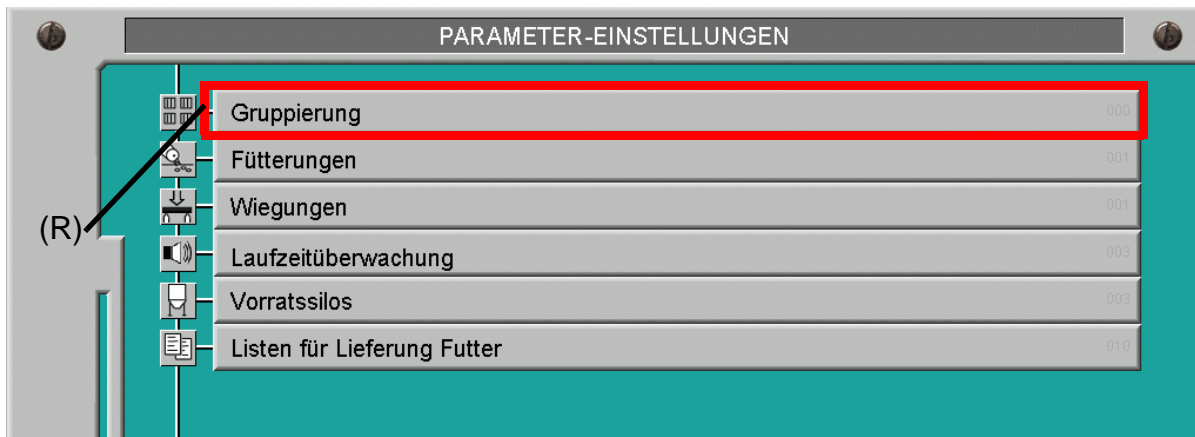 PARAMETER-EINSTELLUNGEN
Gruppierung 000
Fütterungen 001
Wiegungen 001
(R)
Laufzeitüberwachung 003
Vorratssilos 003
Listen für Lieferung Futter 010